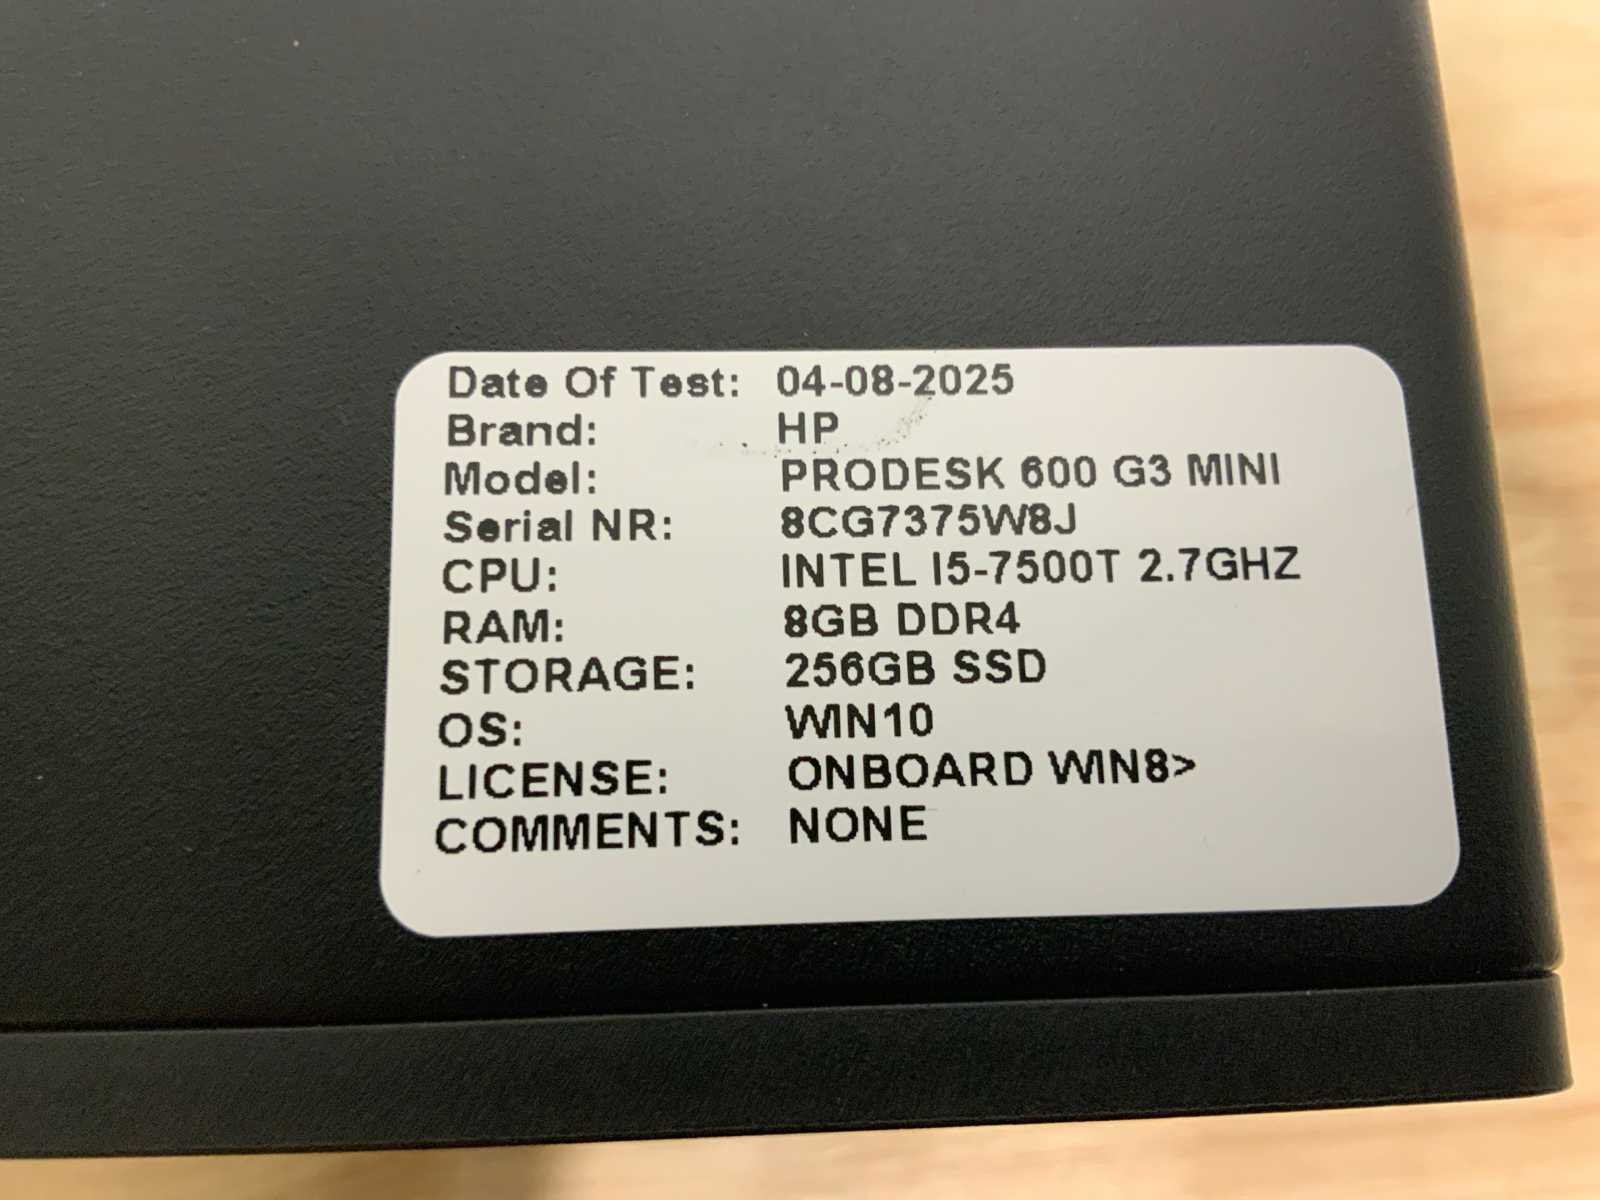 Date Of Test: 04-08-2025
Brand: HP
Model: PRODESK 600 G3 MINI
Serial NR: 8CG7375W8J
CPU: INTEL I5-7500T 2.7GHZ
RAM: 8GB DDR4
STORAGE: 256GB SSD
OS: WIN10
LICENSE: ONBOARD WIN8>
COMMENTS: NONE